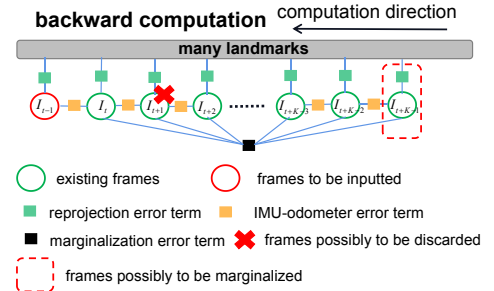 backward computation
computation direction
many landmarks
I_{t-1} I_t I_{t+1} I_{t+2} ...... I_{t+K+3} I_{t+K+2} I_{t+K+1}
existing frames frames to be inputted
reprojection error term IMU-odometer error term
marginalization error term frames possibly to be discarded
frames possibly to be marginalized